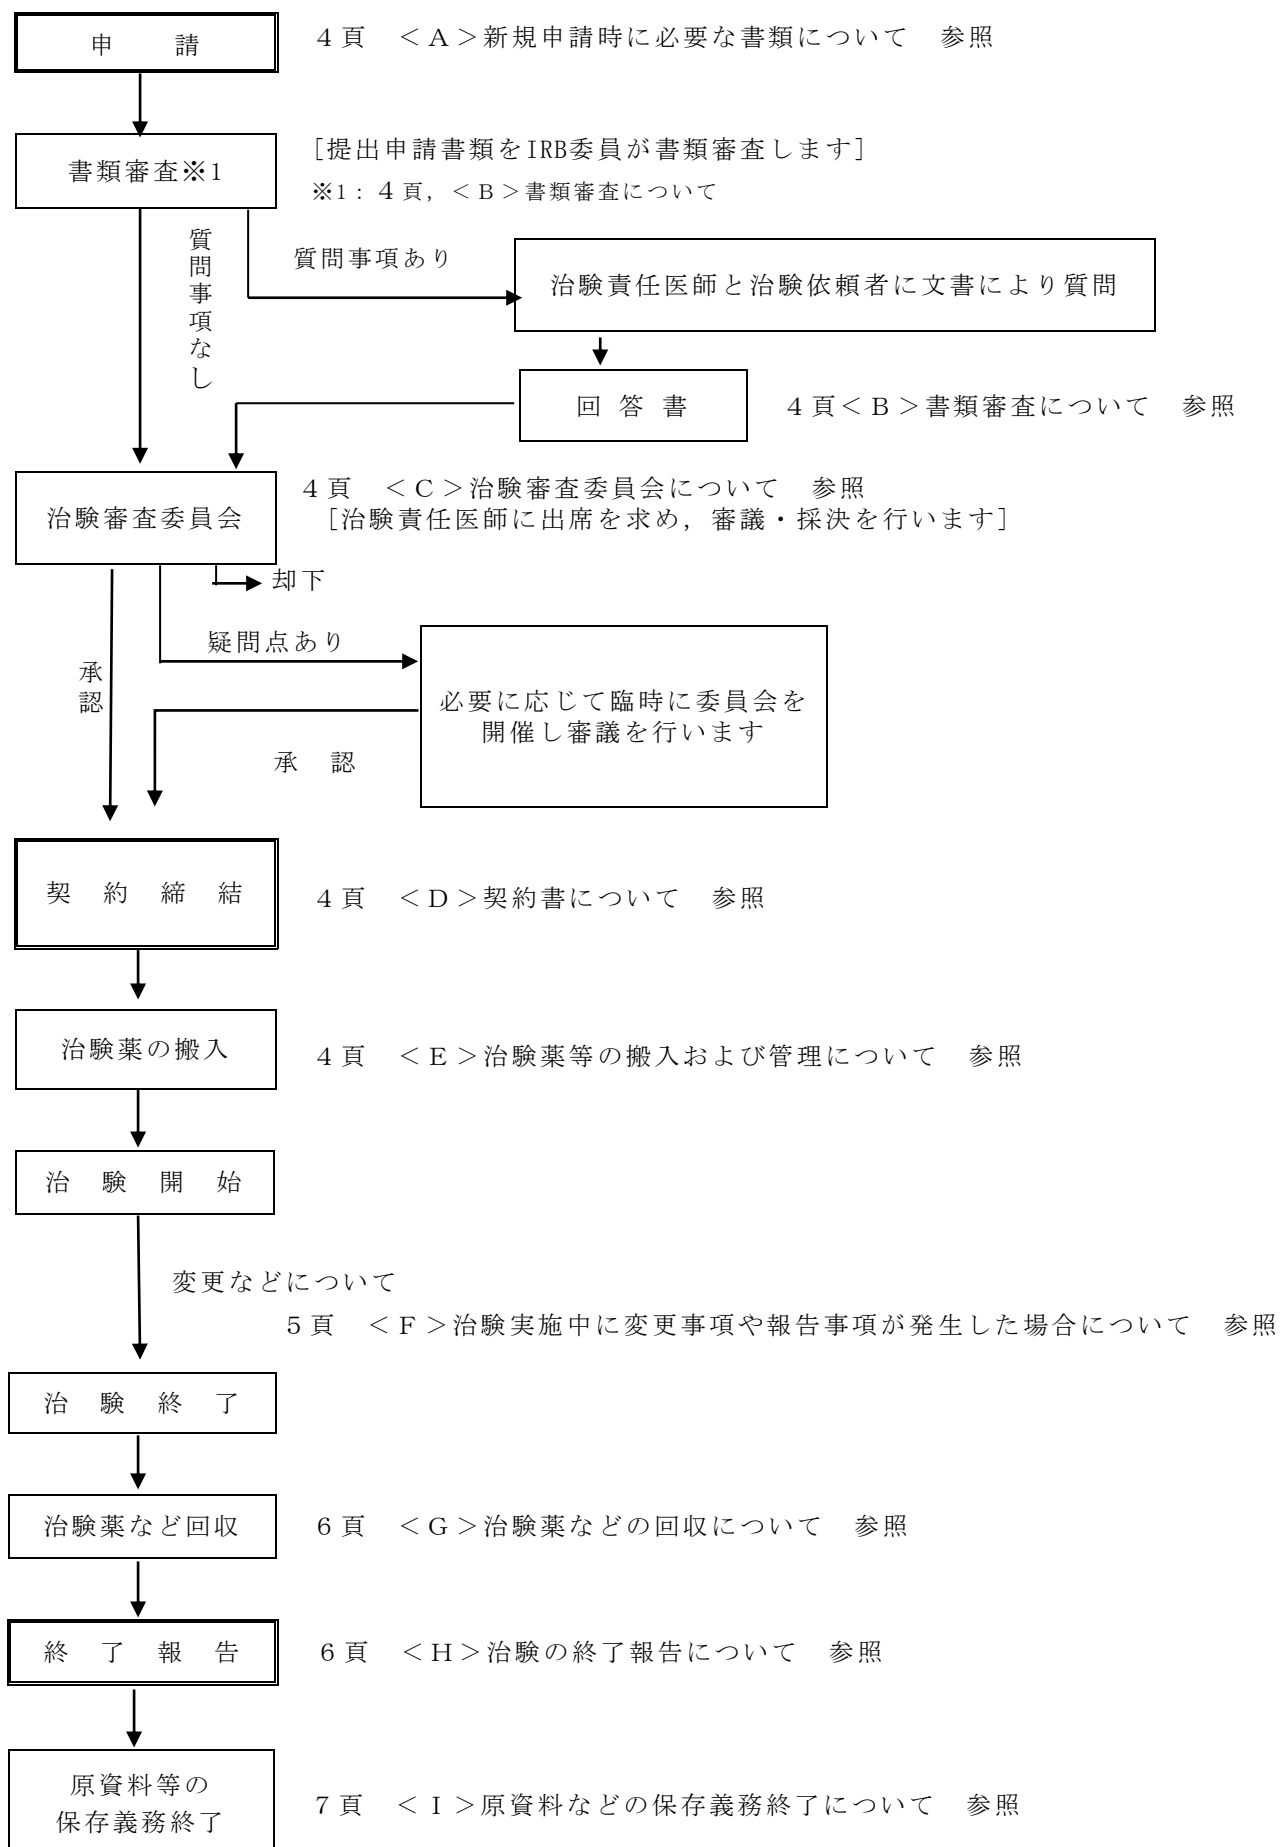 申　請
４頁　＜Ａ＞新規申請時に必要な書類について　参照
書類審査※1
［提出申請書類をIRB委員が書類審査します］
※1：４頁，＜Ｂ＞書類審査について
質問事項なし
質問事項あり
治験責任医師と治験依頼者に文書により質問
回 答 書
４頁＜Ｂ＞書類審査について　参照
治験審査委員会
４頁　＜Ｃ＞治験審査委員会について　参照
［治験責任医師に出席を求め，審議・採決を行います］
却下
疑問点あり
承認
必要に応じて臨時に委員会を
開催し審議を行います
承　認
契　約　締　結
４頁　＜Ｄ＞契約書について　参照
治験薬の搬入
４頁　＜Ｅ＞治験薬等の搬入および管理について　参照
治　験　開　始
変更などについて
５頁　＜Ｆ＞治験実施中に変更事項や報告事項が発生した場合について　参照
治　験　終　了
治験薬など回収
６頁　＜Ｇ＞治験薬などの回収について　参照
終　了　報　告
６頁　＜Ｈ＞治験の終了報告について　参照
原資料等の
保存義務終了
７頁　＜Ｉ＞原資料などの保存義務終了について　参照